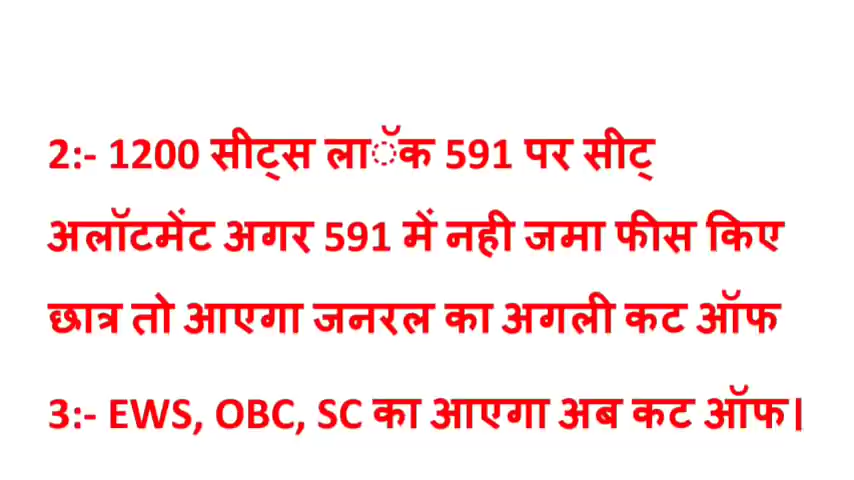 2:- 1200 सीट्स लाॅक 591 पर सीट्
अलॉटमेंट अगर 591 में नही जमा फीस किए
छात्र तो आएगा जनरल का अगली कट ऑफ
3:- EWS, OBC, SC का आएगा अब कट ऑफ।